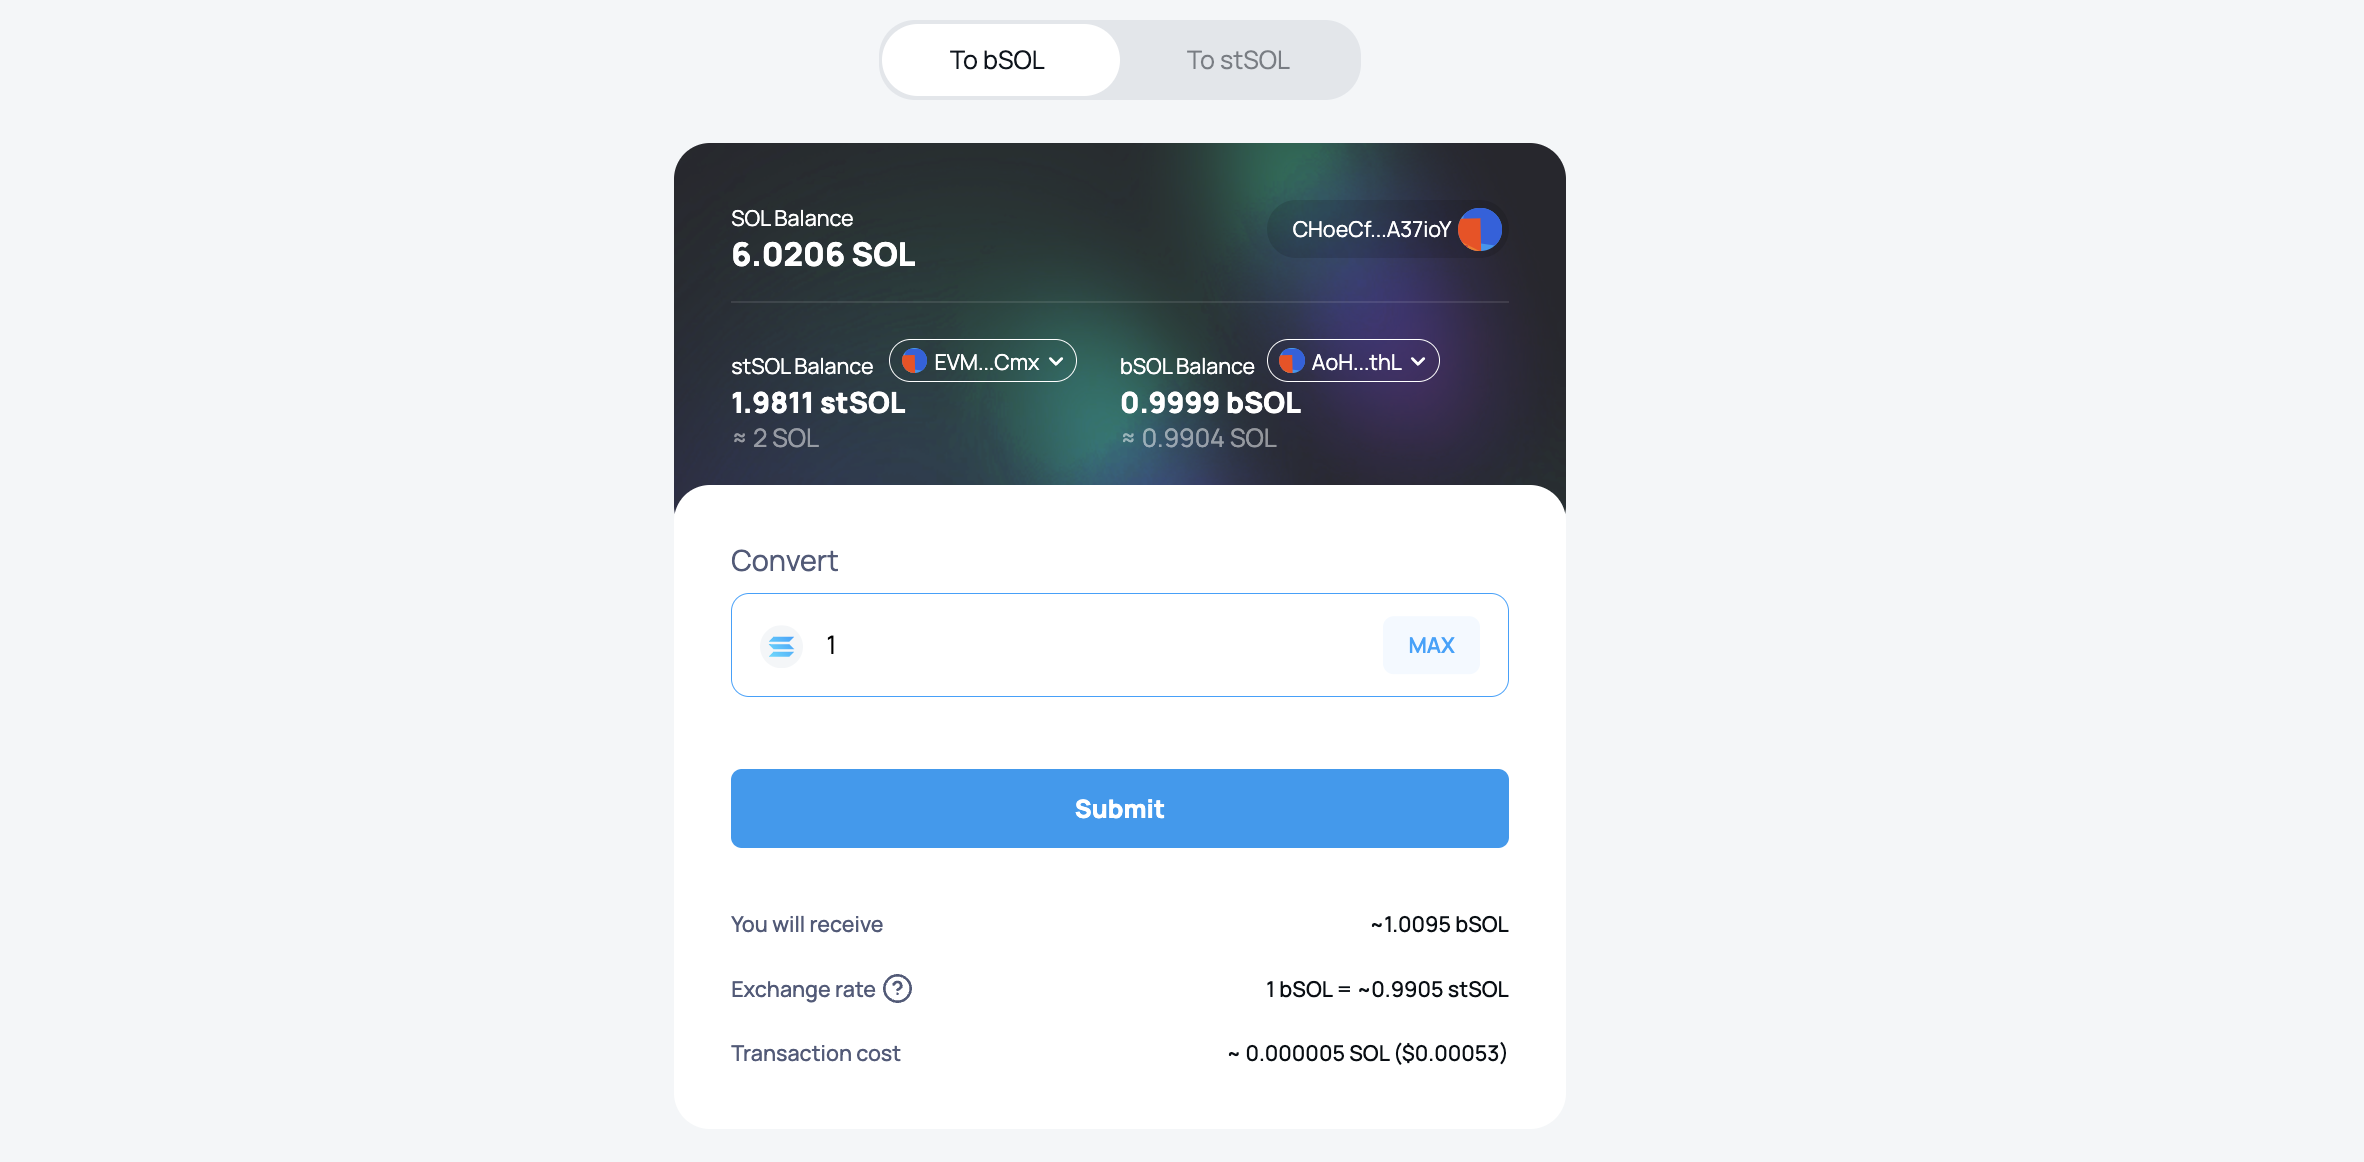 To bSOL
To stSOL
SOL Balance
6.0206 SOL
CHoeCf...A37ioY
stSOL Balance
EVM...Cmx
1.9811 stSOL
≈ 2 SOL
bSOL Balance
AoH...thL
0.9999 bSOL
≈ 0.9904 SOL
Convert
1
MAX
Submit
You will receive
~1.0095 bSOL
Exchange rate ?
1 bSOL = ~0.9905 stSOL
Transaction cost
~ 0.000005 SOL ($0.00053)